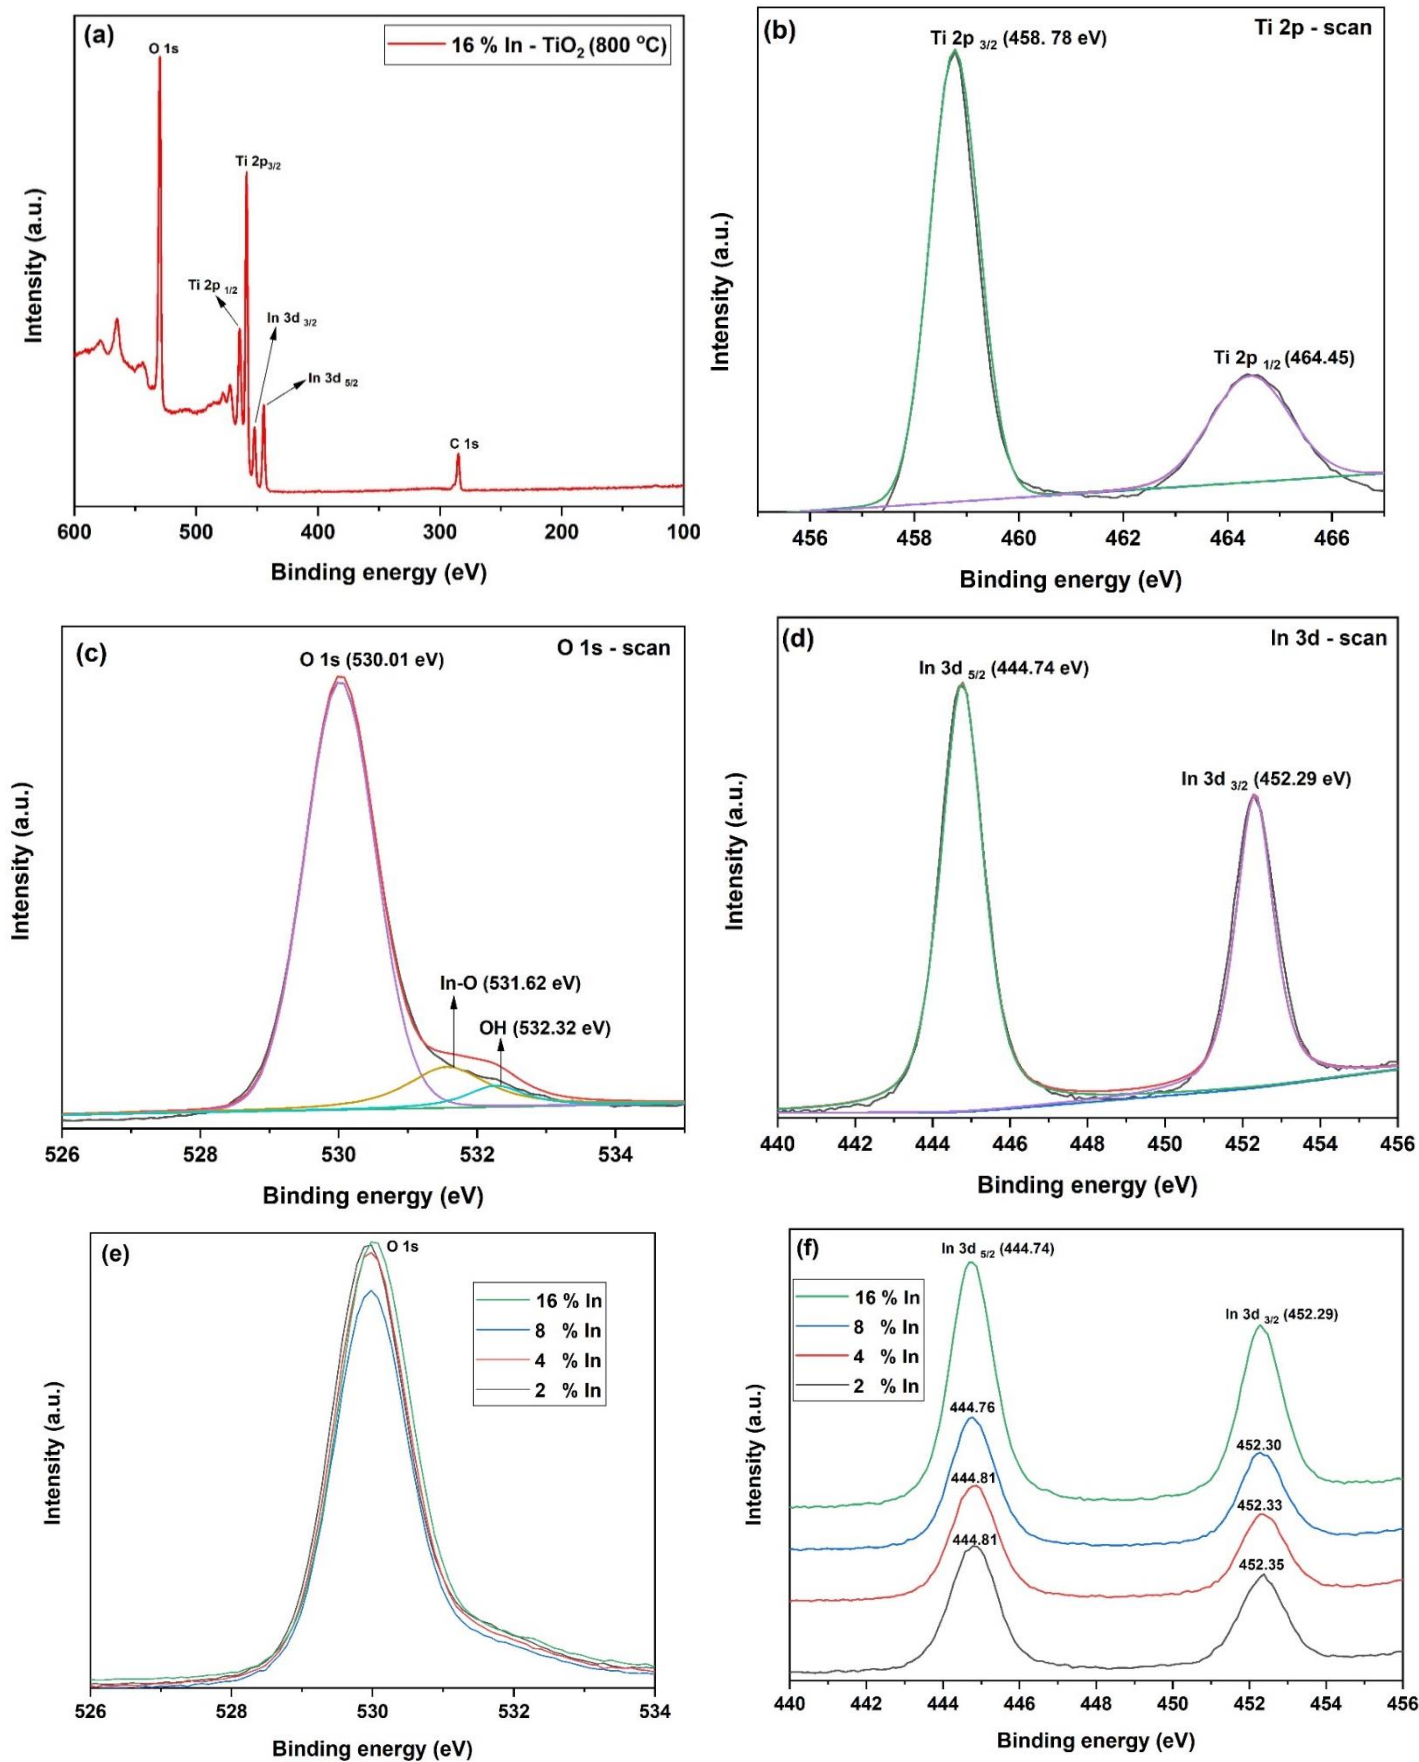 (a)
16 % In - TiO2 (800 °C)
O 1s
Ti 2p3/2
Ti 2p 1/2
In 3d 3/2
In 3d 5/2
C 1s
Intensity (a.u.)
600 500 400 300 200 100
Binding energy (eV)
(b)
Ti 2p - scan
Ti 2p 3/2 (458. 78 eV)
Ti 2p 1/2 (464.45)
Intensity (a.u.)
456 458 460 462 464 466
Binding energy (eV)
(c)
O 1s - scan
O 1s (530.01 eV)
In-O (531.62 eV)
OH (532.32 eV)
Intensity (a.u.)
526 528 530 532 534
Binding energy (eV)
(d)
In 3d - scan
In 3d 5/2 (444.74 eV)
In 3d 3/2 (452.29 eV)
Intensity (a.u.)
440 442 444 446 448 450 452 454 456
Binding energy (eV)
(e)
O 1s
16 % In
8 % In
4 % In
2 % In
Intensity (a.u.)
526 528 530 532 534
Binding energy (eV)
(f)
In 3d 5/2 (444.74)
16 % In
8 % In
4 % In
2 % In
In 3d 3/2 (452.29)
444.76
452.30
444.81
452.33
444.81
452.35
Intensity (a.u.)
440 442 444 446 448 450 452 454 456
Binding energy (eV)